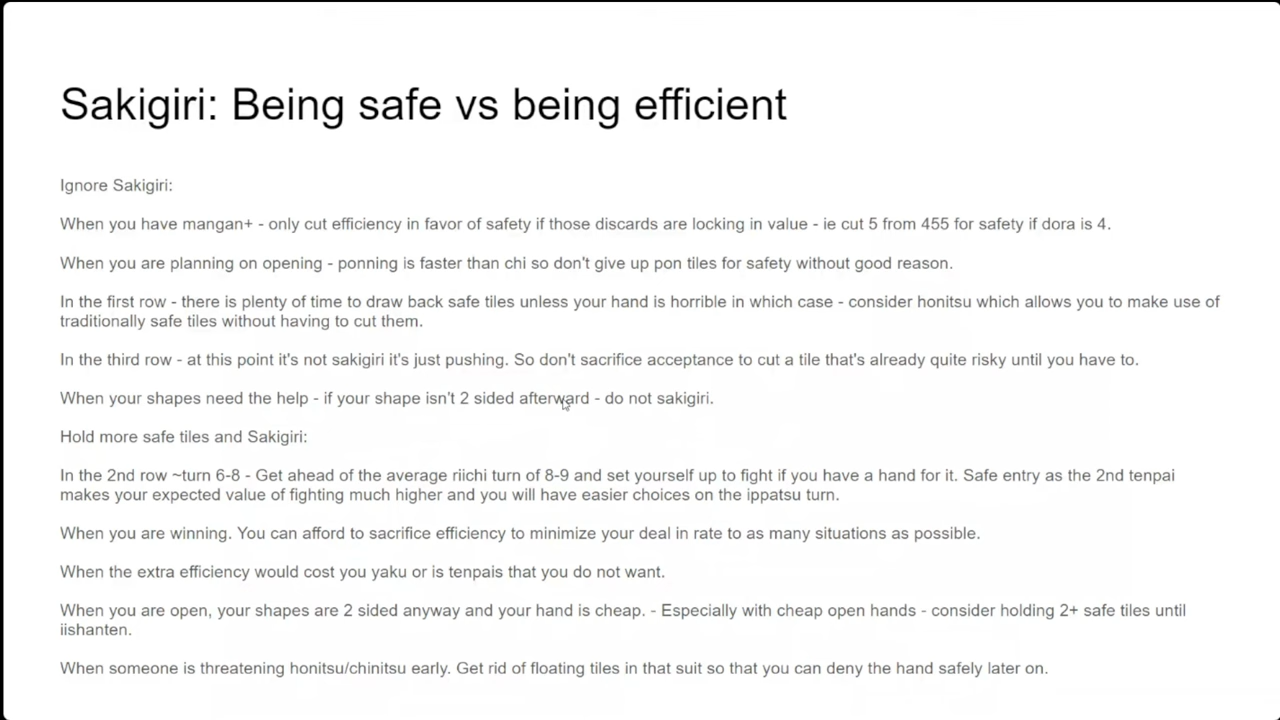 Sakigiri: Being safe vs being efficient
Ignore Sakigiri:
When you have mangan+ - only cut efficiency in favor of safety if those discards are locking in value - ie cut 5 from 455 for safety if dora is 4.
When you are planning on opening - ponning is faster than chi so don't give up pon tiles for safety without good reason.
In the first row - there is plenty of time to draw back safe tiles unless your hand is horrible in which case - consider honitsu which allows you to make use of
traditionally safe tiles without having to cut them.
In the third row - at this point it's not sakigiri it's just pushing. So don't sacrifice acceptance to cut a tile that's already quite risky until you have to.
When your shapes need the help - if your shape isn't 2 sided afterward - do not sakigiri.
Hold more safe tiles and Sakigiri:
In the 2nd row ~turn 6-8 - Get ahead of the average riichi turn of 8-9 and set yourself up to fight if you have a hand for it. Safe entry as the 2nd tenpai
makes your expected value of fighting much higher and you will have easier choices on the ippatsu turn.
When you are winning. You can afford to sacrifice efficiency to minimize your deal in rate to as many situations as possible.
When the extra efficiency would cost you yaku or is tenpais that you do not want.
When you are open, your shapes are 2 sided anyway and your hand is cheap. - Especially with cheap open hands - consider holding 2+ safe tiles until
iishanten.
When someone is threatening honitsu/chinitsu early. Get rid of floating tiles in that suit so that you can deny the hand safely later on.